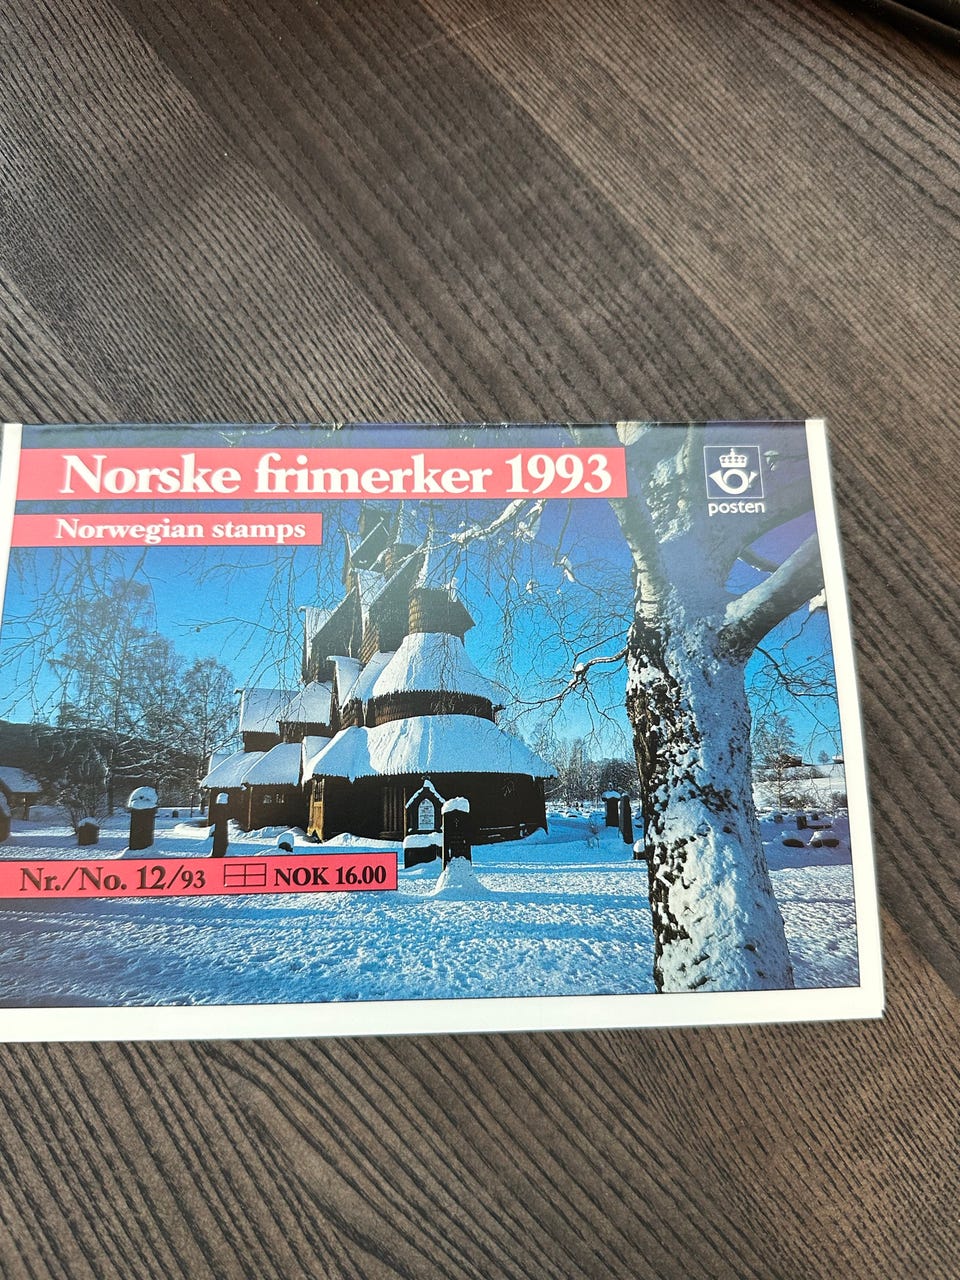 Norske frimerker 1993
posten
Norwegian stamps
Nr./No. 12/93 NOK 16.00